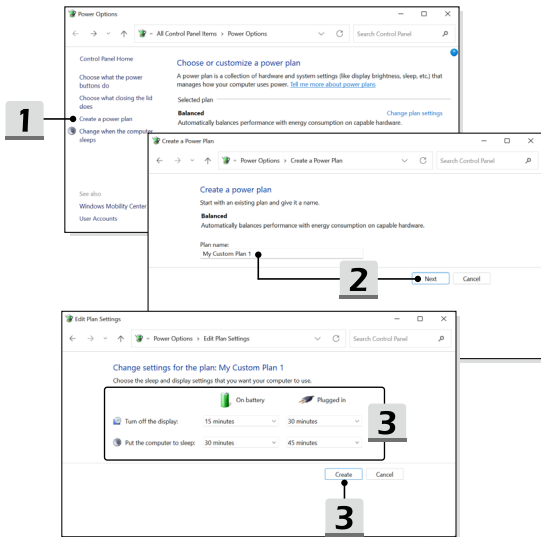 Power Options
All Control Panel Items > Power Options
Search Control Panel
Control Panel Home
Choose what the power
buttons do
Choose what closing the lid
does
Create a power plan
Change when the computer
sleeps
See also
Windows Mobility Center
User Accounts
Choose or customize a power plan
A power plan is a collection of hardware and system settings (like display brightness, sleep, etc.) that
manages how your computer uses power. Tell me more about power plans
Selected plan
Balanced
Change plan settings
Automatically balances performance with energy consumption on capable hardware.
1
Create a Power Plan
Power Options > Create a Power Plan
Search Control Panel
Create a power plan
Start with an existing plan and give it a name.
Balanced
Automatically balances performance with energy consumption on capable hardware.
Plan name:
My Custom Plan 1
2
Next
Cancel
Edit Plan Settings
Power Options > Edit Plan Settings
Search Control Panel
Change settings for the plan: My Custom Plan 1
Choose the sleep and display settings that you want your computer to use.
On battery
Plugged in
Turn off the display:
15 minutes
30 minutes
Put the computer to sleep:
30 minutes
45 minutes
3
Create
Cancel
3